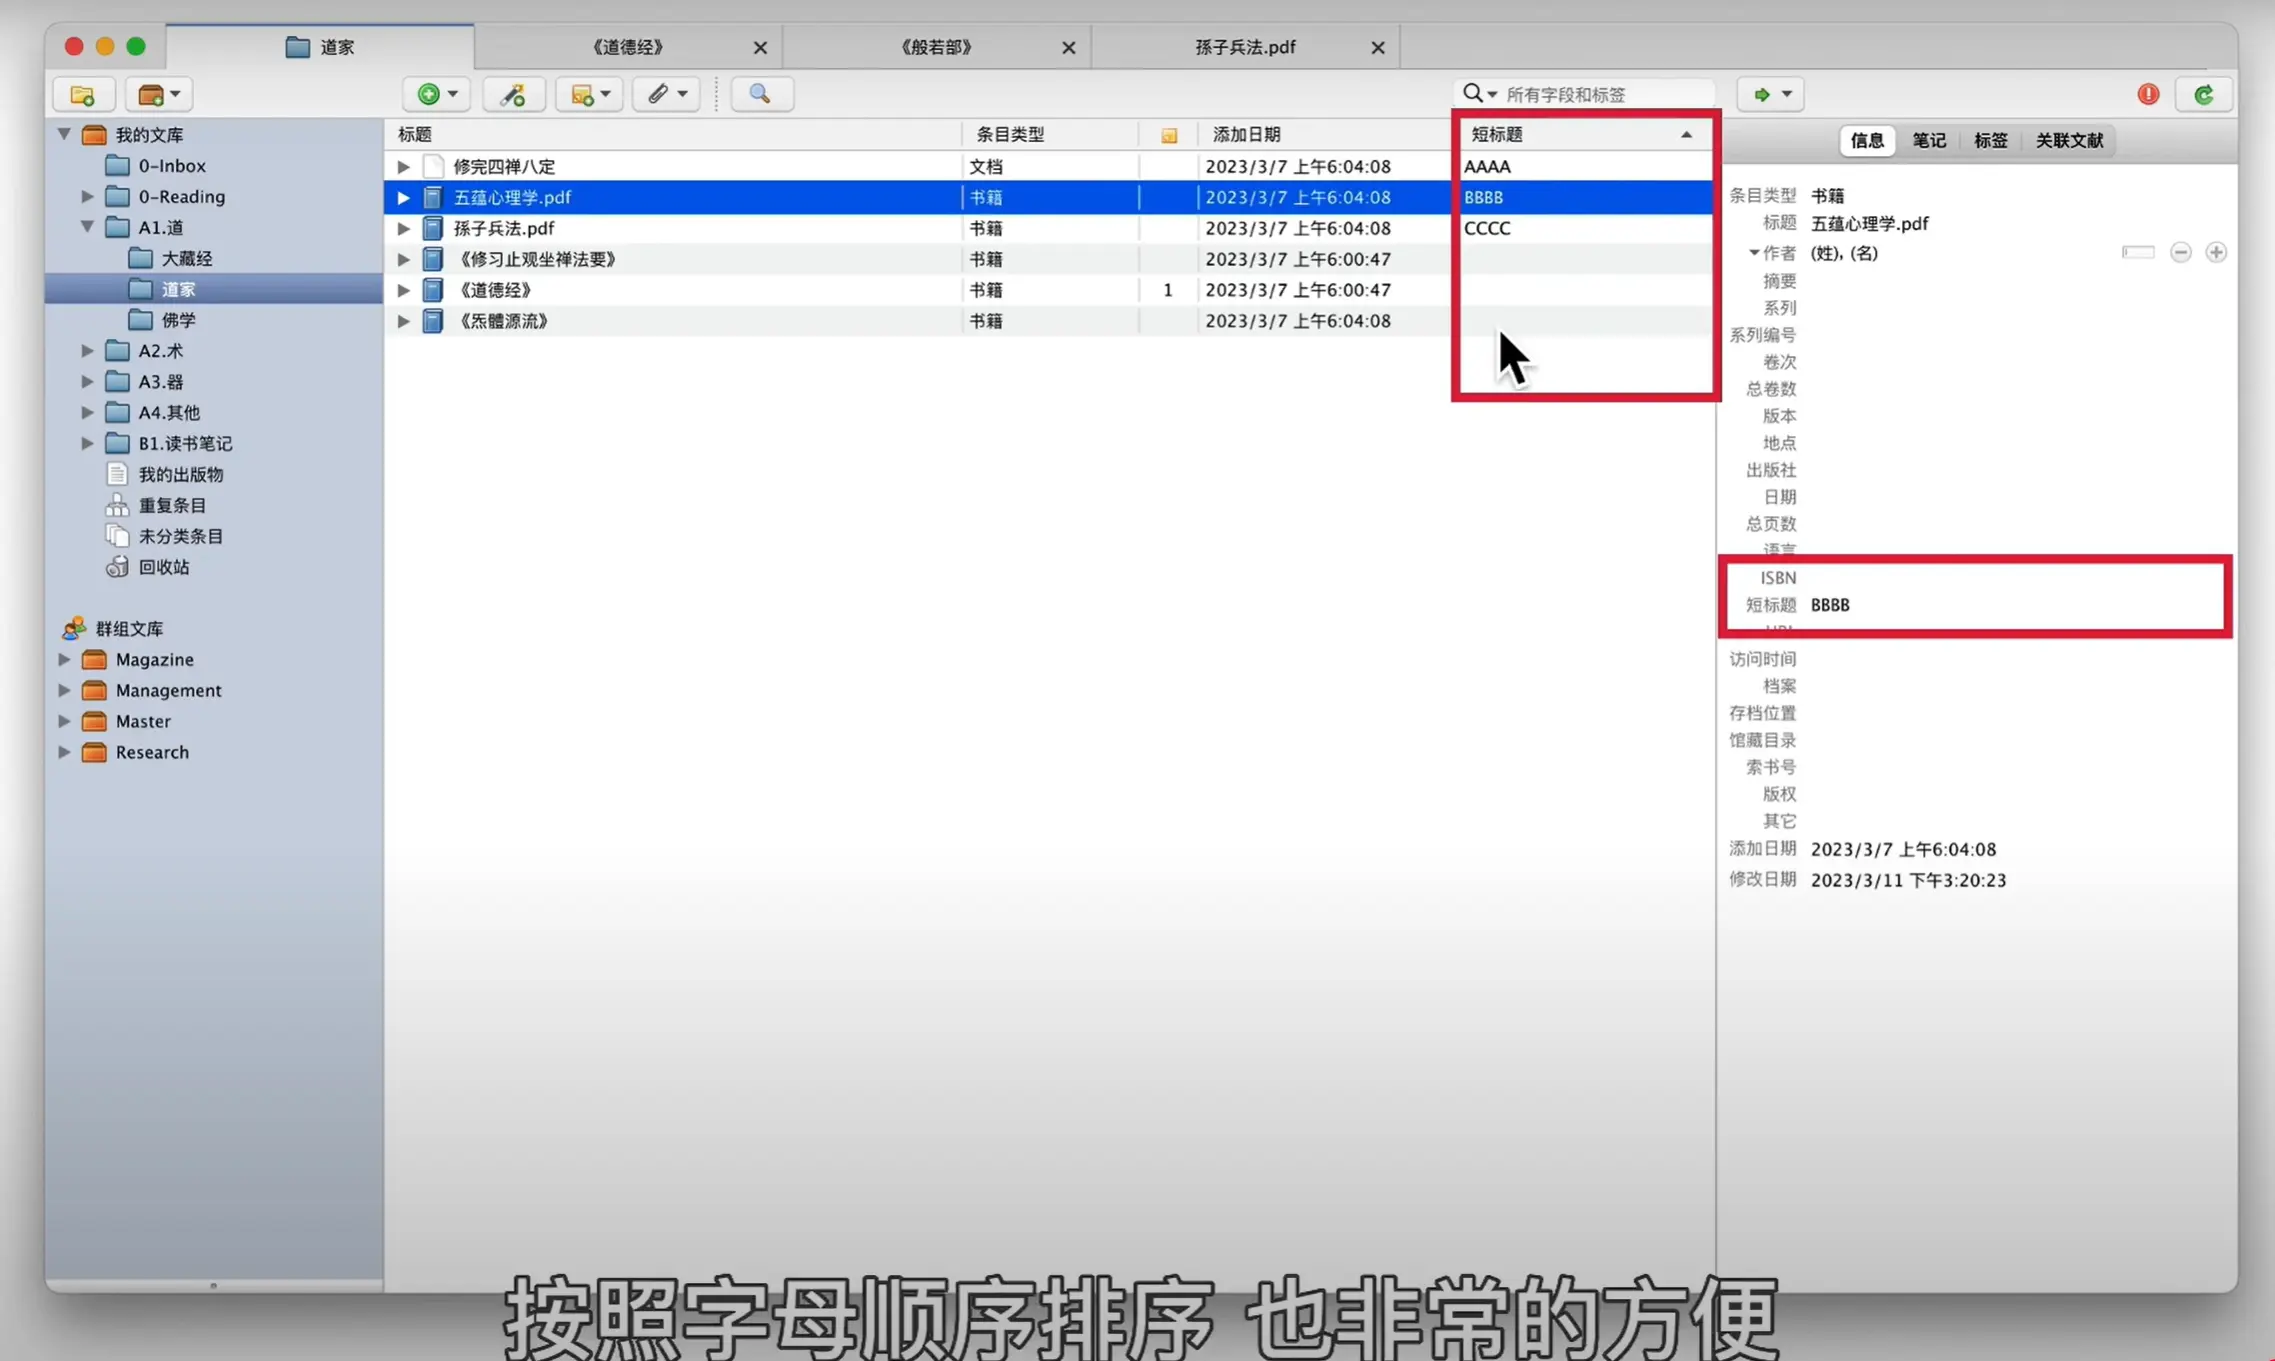 道家
《道德经》
《般若部》
孫子兵法.pdf
所有字段和标签
我的文库
0-Inbox
0-Reading
A1.道
大藏经
道家
佛学
A2.术
A3.器
A4.其他
B1.读书笔记
我的出版物
重复条目
未分类条目
回收站
群组文库
Magazine
Management
Master
Research
标题 条目类型 添加日期 短标题
修完四禅八定 文档 2023/3/7 上午6:04:08 AAAA
五蕴心理学.pdf 书籍 2023/3/7 上午6:04:08 BBBB
孫子兵法.pdf 书籍 2023/3/7 上午6:04:08 CCCC
《修习止观坐禅法要》 书籍 2023/3/7 上午6:00:47
《道德经》 书籍 1 2023/3/7 上午6:00:47
《炁體源流》 书籍 2023/3/7 上午6:04:08
信息 笔记 标签 关联文献
条目类型 书籍
标题 五蕴心理学.pdf
作者 (姓), (名)
摘要
系列
系列编号
卷次
总卷数
版本
地点
出版社
日期
总页数
语言
ISBN
短标题 BBBB
访问时间
档案
存档位置
馆藏目录
索书号
版权
其它
添加日期 2023/3/7 上午6:04:08
修改日期 2023/3/11 下午3:20:23
按照字母顺序排序 也非常的方便